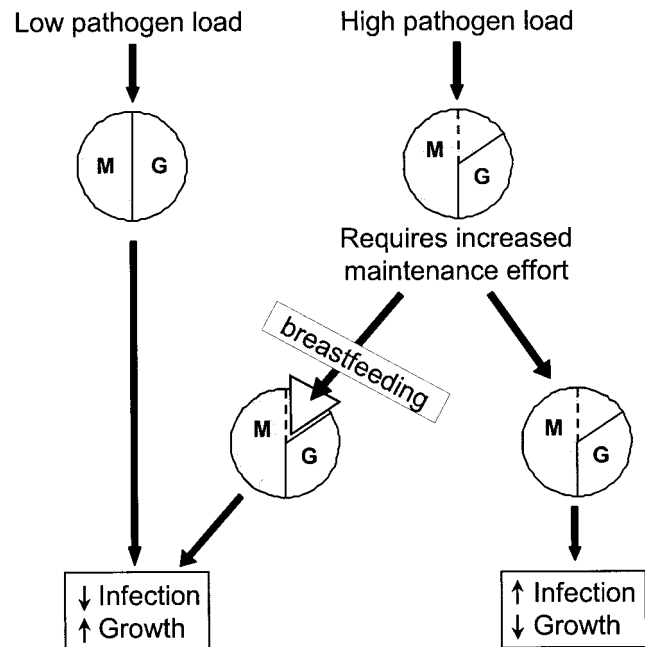 Low pathogen load
High pathogen load
M G
M
G
Requires increased
maintenance effort
breastfeeding
M
G
M
G
↓ Infection
↑ Growth
↑ Infection
↓ Growth